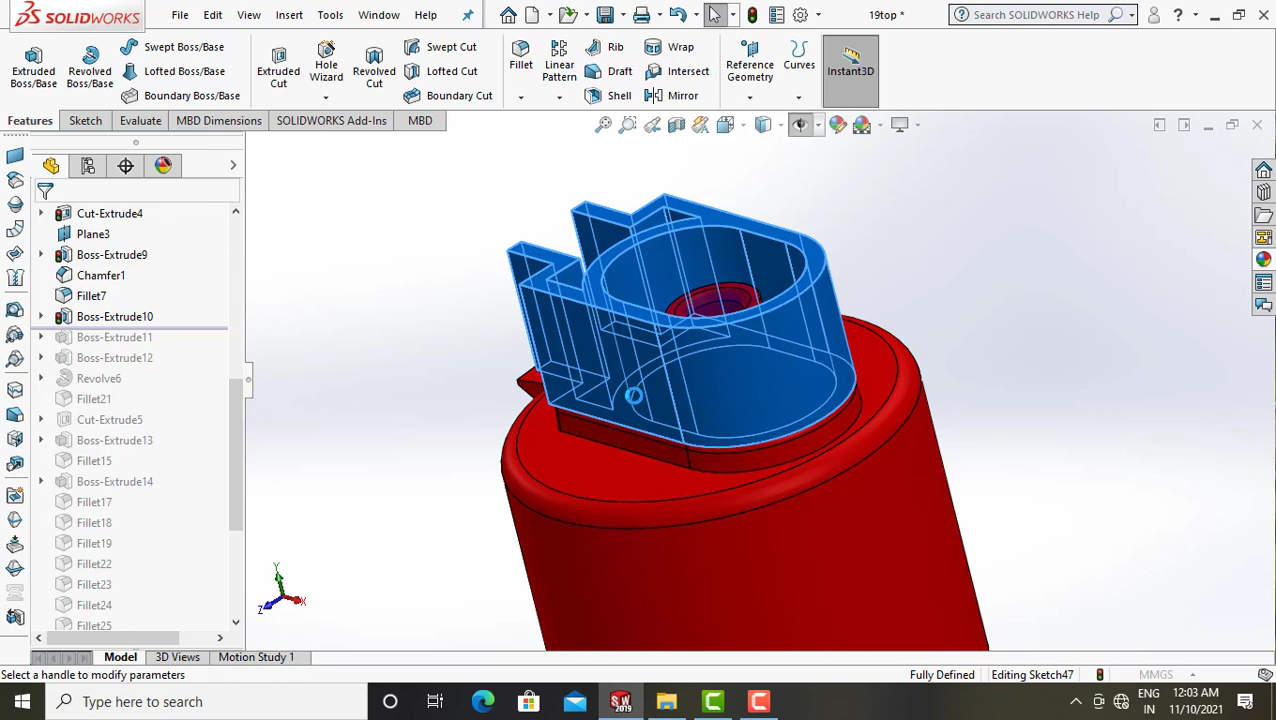 SOLIDWORKS File Edit View Insert Tools Window Help 19top * Search SOLIDWORKS Help ?
Extruded Boss/Base
Revolved Boss/Base
Swept Boss/Base
Lofted Boss/Base
Boundary Boss/Base
Extruded Cut
Hole Wizard
Revolved Cut
Swept Cut
Lofted Cut
Boundary Cut
Fillet
Linear Pattern
Rib
Draft
Shell
Wrap
Intersect
Mirror
Reference Geometry
Curves
Instant3D
Features Sketch Evaluate MBD Dimensions SOLIDWORKS Add-Ins MBD
Cut-Extrude4
Plane3
Boss-Extrude9
Chamfer1
Fillet7
Boss-Extrude10
Boss-Extrude11
Boss-Extrude12
Revolve6
Fillet21
Cut-Extrude5
Boss-Extrude13
Fillet15
Boss-Extrude14
Fillet17
Fillet18
Fillet19
Fillet22
Fillet23
Fillet24
Fillet25
Y
Z X
Model 3D Views Motion Study 1
Select a handle to modify parameters Fully Defined Editing Sketch47 MMGS
Type here to search
SW
2019
ENG
IN
12:03 AM
11/10/2021